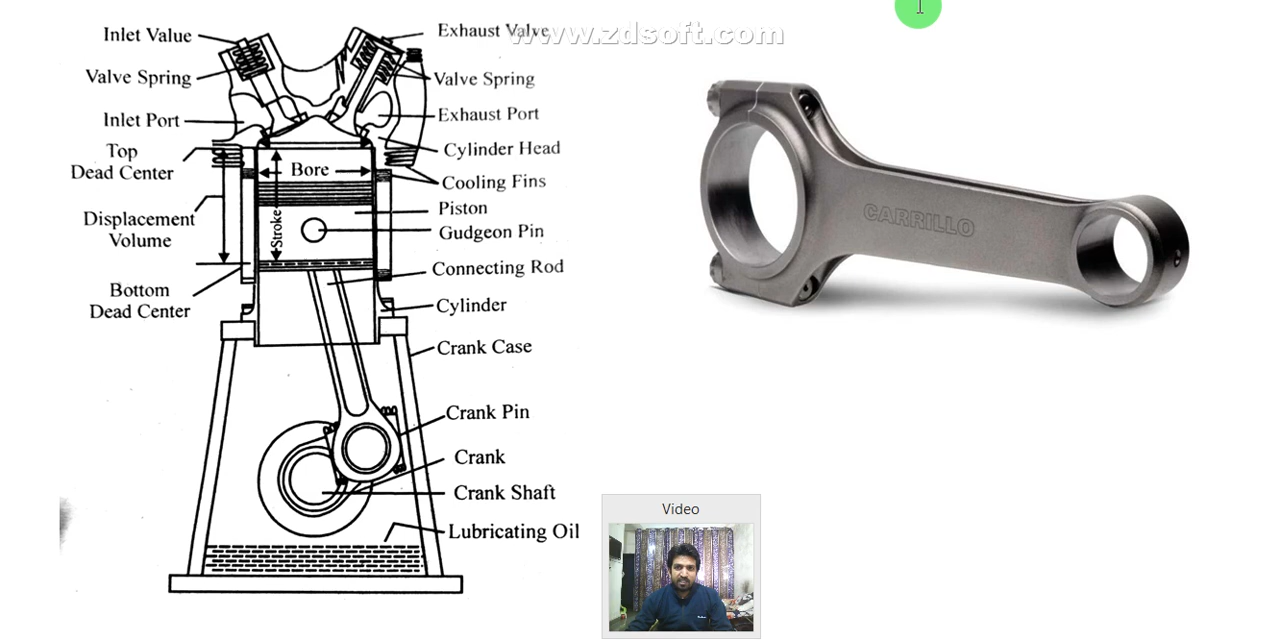 www.zdsoft.com
Inlet Value
Valve Spring
Inlet Port
Top
Dead Center
Displacement
Volume
Bottom
Dead Center
Bore
Stroke
Exhaust Valve
Valve Spring
Exhaust Port
Cylinder Head
Cooling Fins
Piston
Gudgeon Pin
Connecting Rod
Cylinder
Crank Case
Crank Pin
Crank
Crank Shaft
Lubricating Oil
CARRILLO
Video